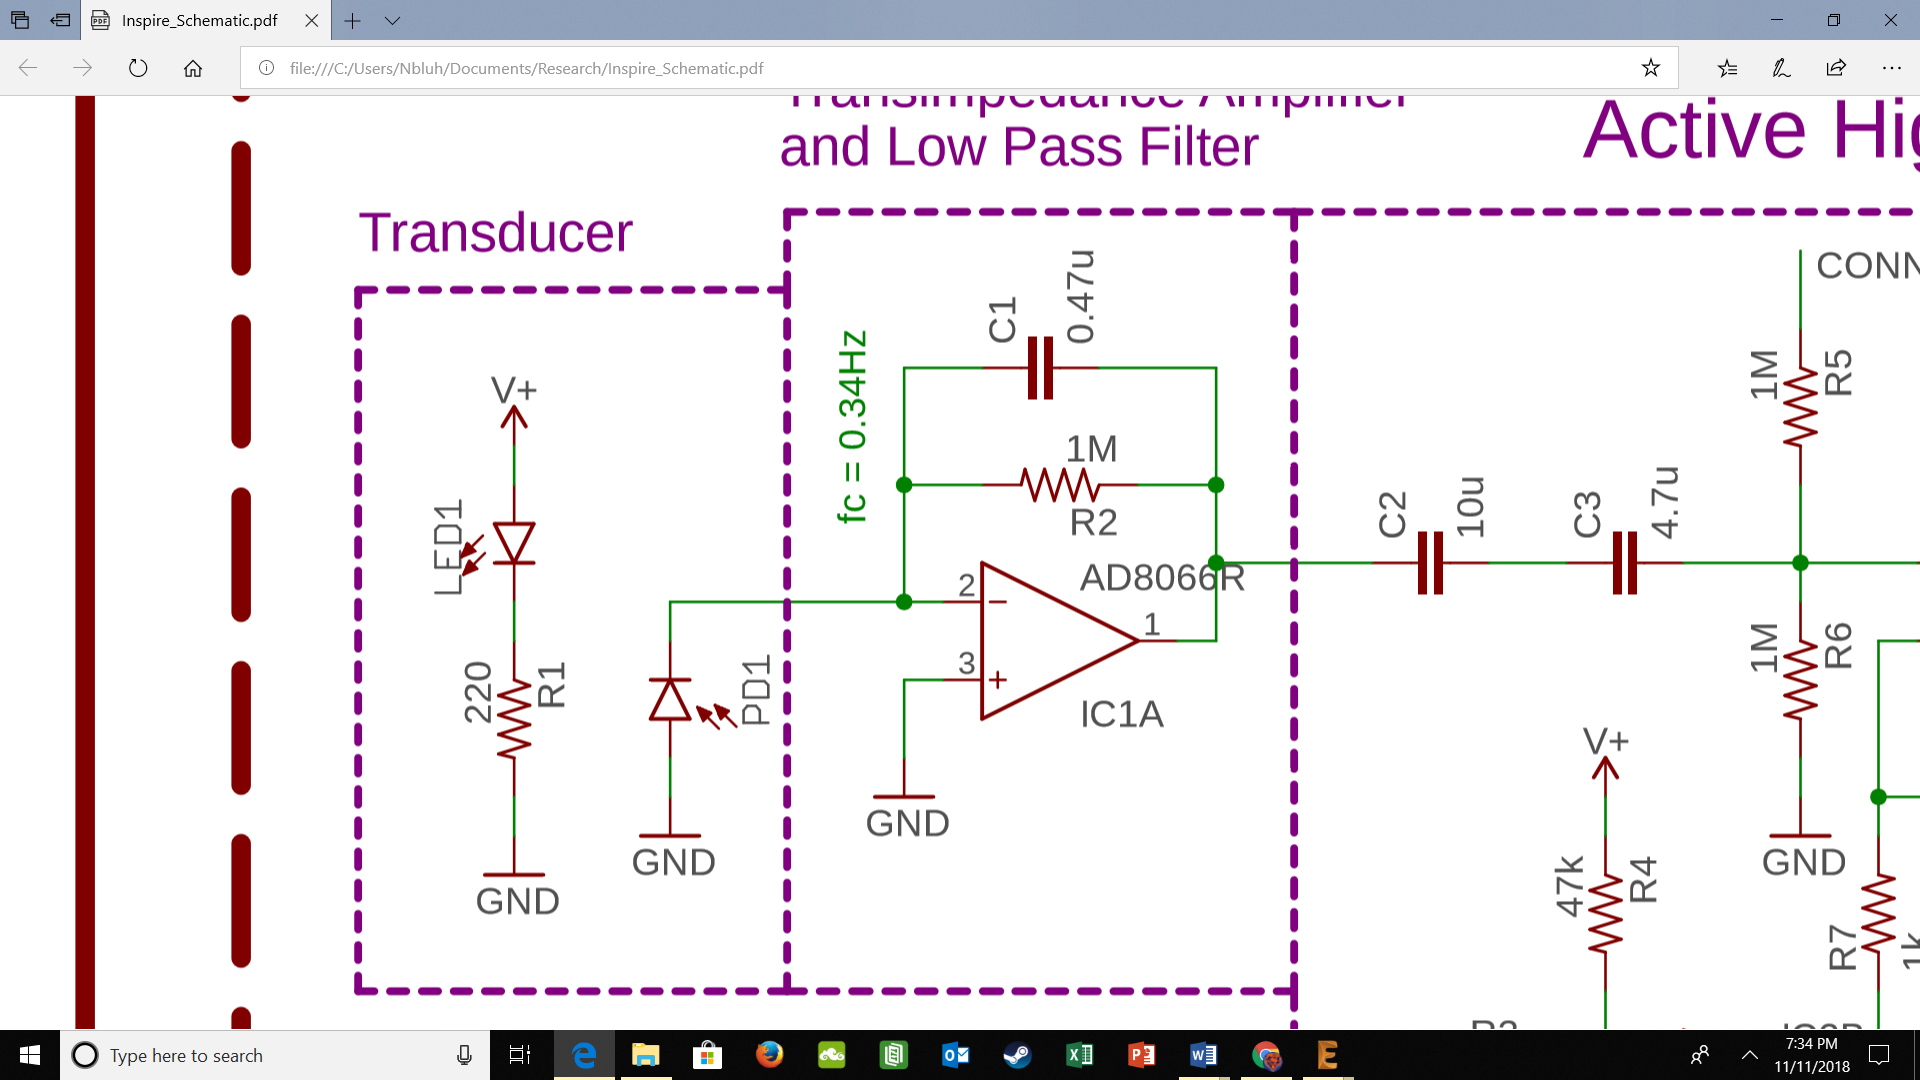 Inspire_Schematic.pdf
file:///C:/Users/Nbluh/Documents/Research/Inspire_Schematic.pdf
Transimpedance Amplifier
and Low Pass Filter
Active
Transducer
V+
LED1
220
R1
GND
PD1
GND
fc = 0.34Hz
C1
0.47u
1M
R2
2
3
1
AD8066R
IC1A
GND
C2
10u
C3
4.7u
1M
R5
1M
R6
GND
V+
47k
R4
R7
1k
Type here to search
7:34 PM
11/11/2018